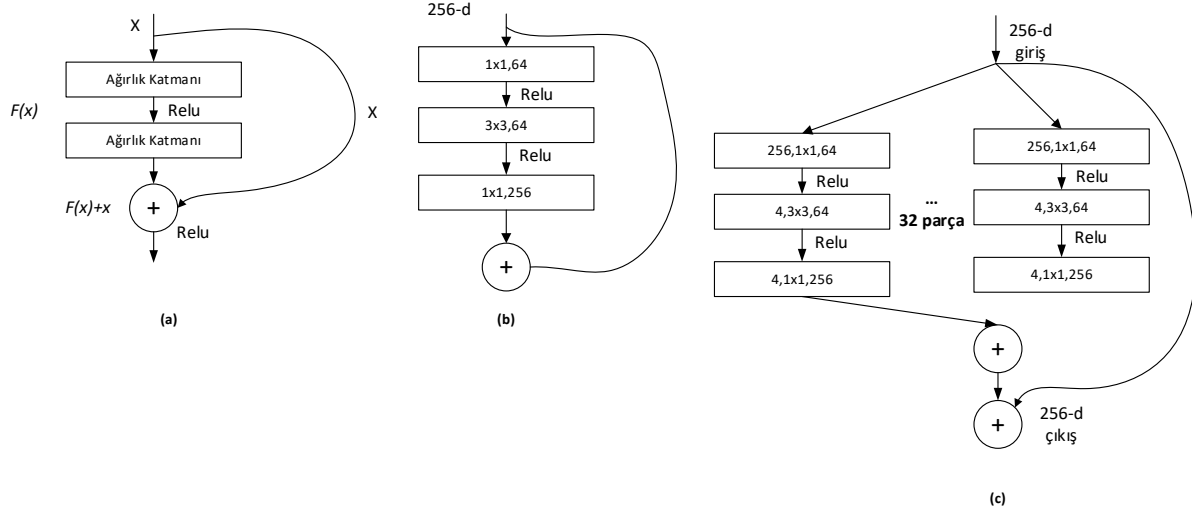 X
Ağırlık Katmanı
Relu
F(x)
X
Ağırlık Katmanı
F(x)+x
+
Relu
(a)
256-d
1x1,64
Relu
3x3,64
Relu
1x1,256
+
(b)
256-d
giriş
256,1x1,64
Relu
4,3x3,64
Relu
4,1x1,256
...
32 parça
256,1x1,64
Relu
4,3x3,64
Relu
4,1x1,256
+
+
256-d
çıkış
(c)